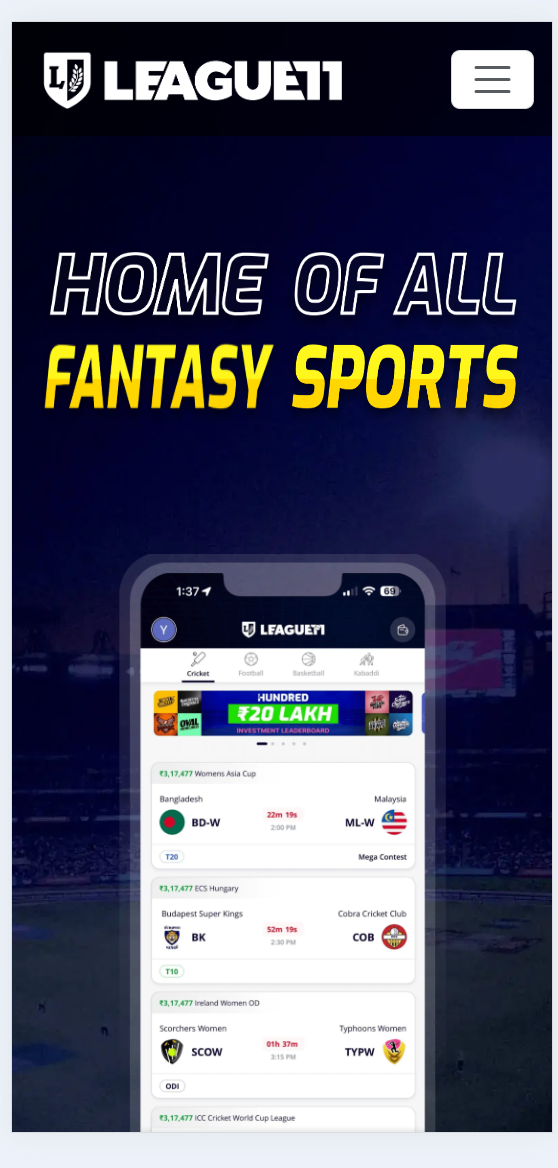 LEAGUE11
HOME OF ALL
FANTASY SPORTS
1:37
69
Y
LEAGUE11
Cricket Football Basketball Kabaddi
HUNDRED
₹20 LAKH
INVESTMENT LEADERBOARD
OVAL
₹3,17,477 Womens Asia Cup
Bangladesh Malaysia
BD-W 22m 19s ML-W
2:00 PM
T20 Mega Contest
₹3,17,477 ECS Hungary
Budapest Super Kings Cobra Cricket Club
BK 52m 19s COB
2:30 PM
T10
₹3,17,477 Ireland Women OD
Scorchers Women Typhoons Women
SCOW 01h 37m TYPW
3:15 PM
ODI
₹3,17,477 ICC Cricket World Cup League